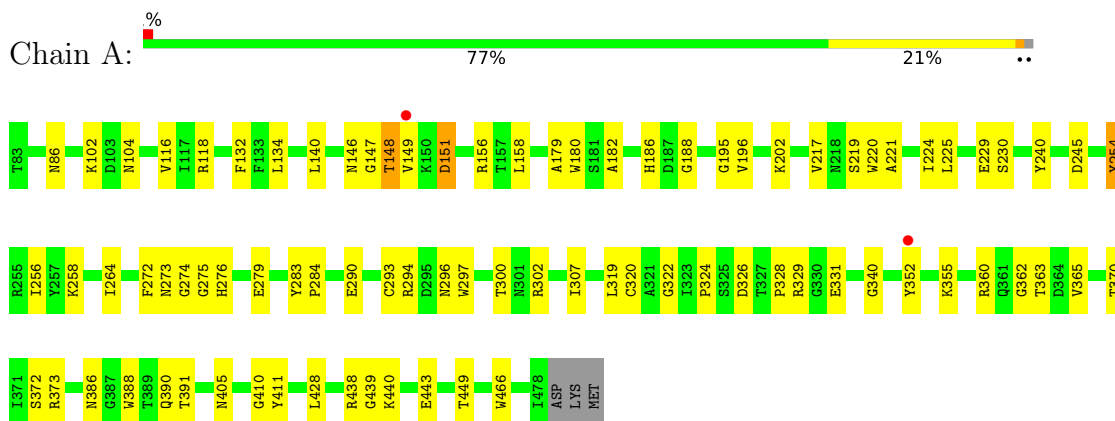 .%
Chain A:
77% 21% ..
T83 N86 K102 D103 N104 V116 I117 R118 F132 F133 L134 L140 N146 G147 T148 V149 K150 D151 R156 T157 L158 A179 W180 S181 A182 H186 D187 G188 G195 V196 K202 V217 N218 S219 W220 A221 I224 L225 E229 S230 Y240 D245 Y254
R255 I256 Y257 K258 I264 F272 N273 G274 G275 H276 E279 Y283 P284 E290 C293 R294 D295 N296 W297 T300 N301 R302 I307 L319 C320 A321 G322 I323 P324 S325 D326 T327 P328 R329 G330 E331 G340 Y352 K355 R360 Q361 G362 T363 D364 V365 T370
I371 S372 R373 N386 G387 W388 T389 Q390 T391 N405 G410 Y411 L428 R438 G439 K440 E443 T449 W466 I478 ASP LYS MET